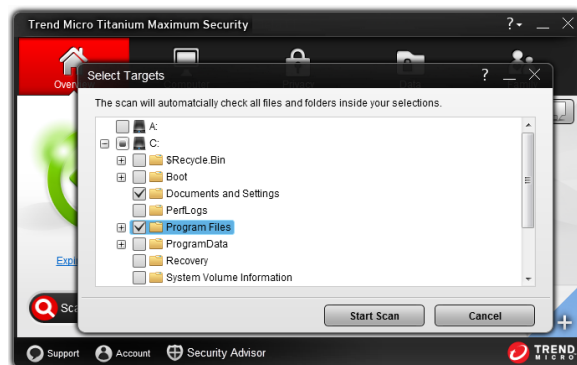 Trend Micro Titanium Maximum Security
?
Select Targets
?
The scan will automatcially check all files and folders inside your selections.
A:
C:
$Recycle.Bin
Boot
Documents and Settings
PerfLogs
Program Files
ProgramData
Recovery
System Volume Information
Start Scan
Cancel
Support
Account
Security Advisor
TREND
MICRO